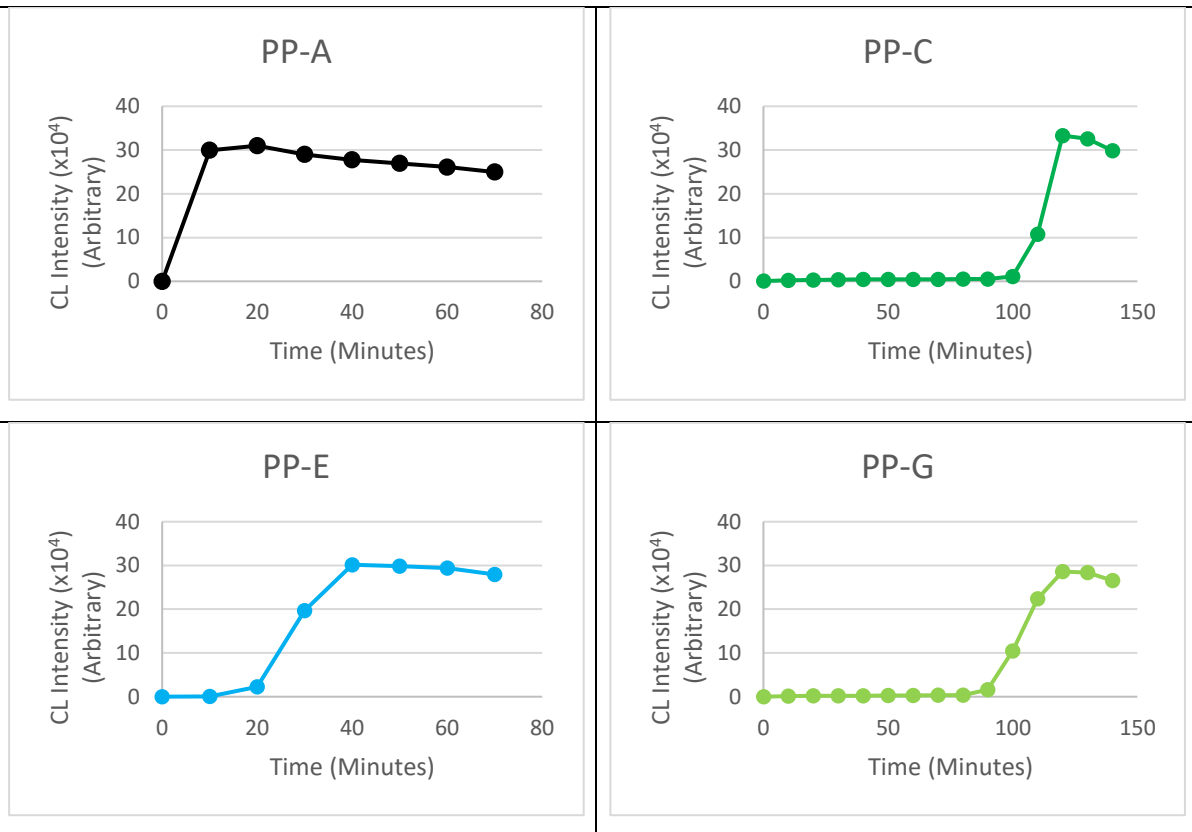 PP-A
CL Intensity (x10⁴)
(Arbitrary)
40
30
20
10
0
0 20 40 60 80
Time (Minutes)
PP-C
CL Intensity (x10⁴)
(Arbitrary)
40
30
20
10
0
0 50 100 150
Time (Minutes)
PP-E
CL Intensity (x10⁴)
(Arbitrary)
40
30
20
10
0
0 20 40 60 80
Time (Minutes)
PP-G
CL Intensity (x10⁴)
(Arbitrary)
40
30
20
10
0
0 50 100 150
Time (Minutes)